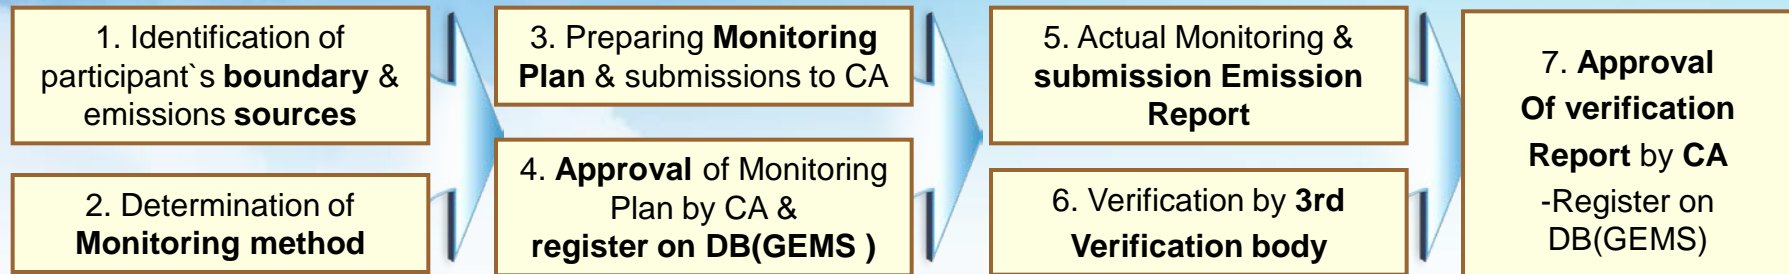 1. Identification of
participant`s boundary &
emissions sources
2. Determination of
Monitoring method
3. Preparing Monitoring
Plan & submissions to CA
4. Approval of Monitoring
Plan by CA &
register on DB(GEMS )
5. Actual Monitoring &
submission Emission
Report
6. Verification by 3rd
Verification body
7. Approval
Of verification
Report by CA
-Register on
DB(GEMS)